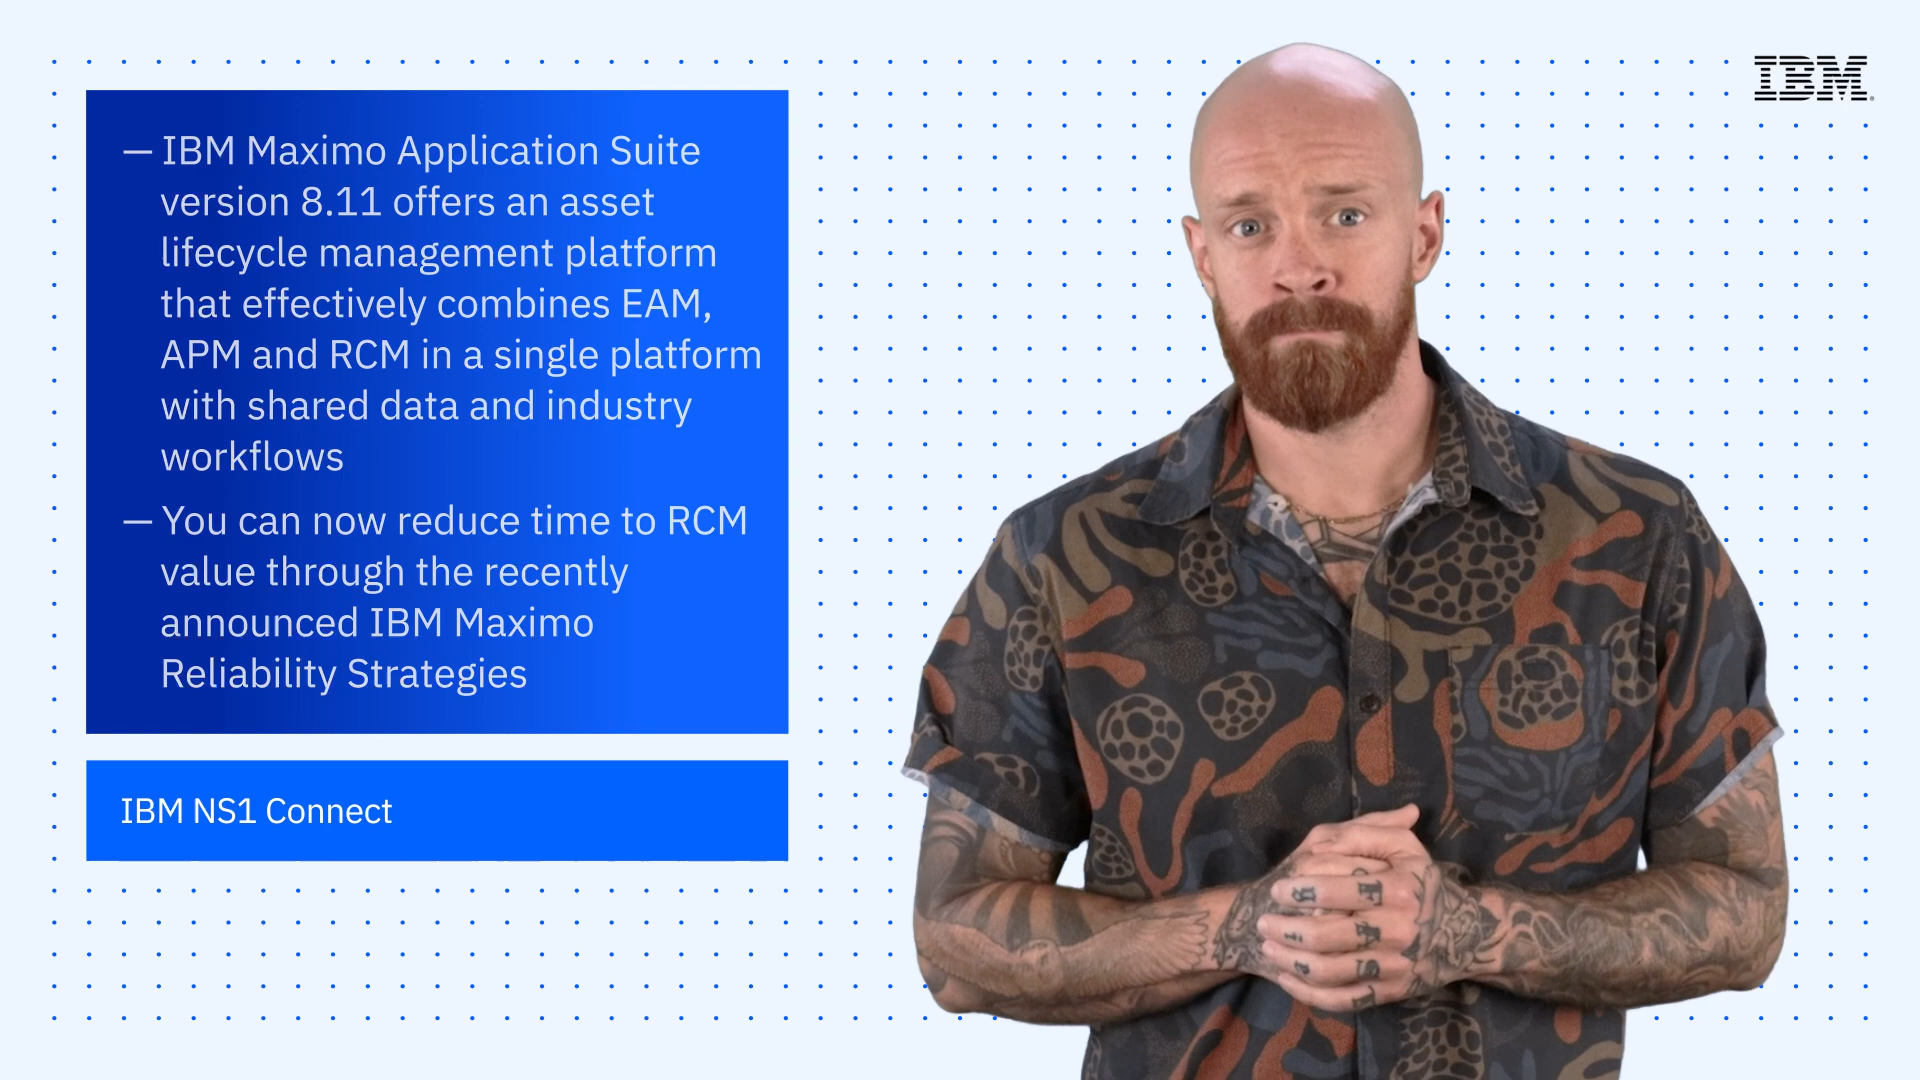 IBM
— IBM Maximo Application Suite
version 8.11 offers an asset
lifecycle management platform
that effectively combines EAM,
APM and RCM in a single platform
with shared data and industry
workflows
— You can now reduce time to RCM
value through the recently
announced IBM Maximo
Reliability Strategies
IBM NS1 Connect
FAST